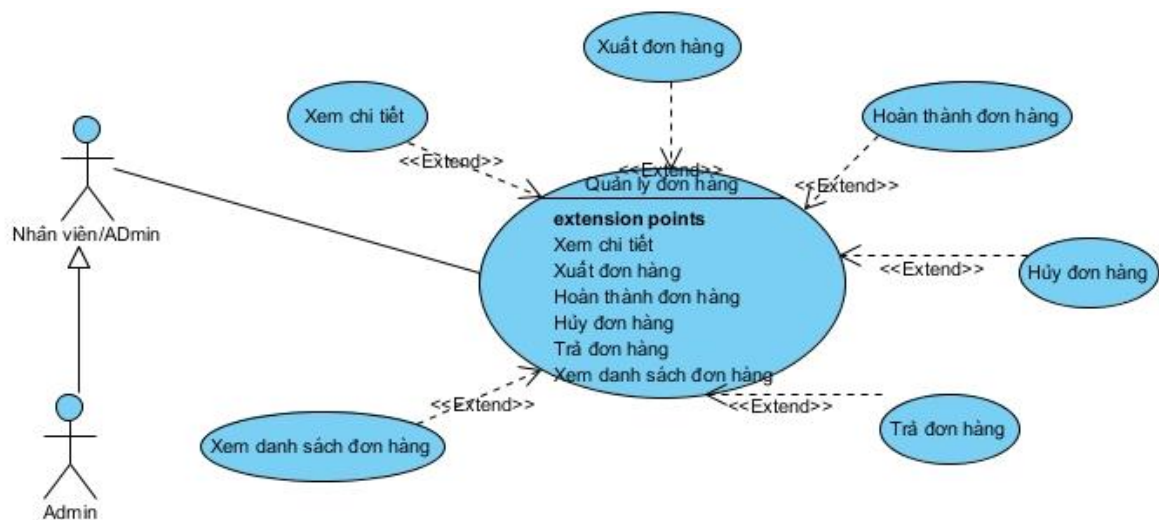 Xuất đơn hàng
Xem chi tiết
Hoàn thành đơn hàng
<<Extend>>
<<Extend>>
Quản lý đơn hàng
<<Extend>>
Nhân viên/ADmin
extension points
Xem chi tiết
Xuất đơn hàng
Hoàn thành đơn hàng
Hủy đơn hàng
Trả đơn hàng
Xem danh sách đơn hàng
<<Extend>>
Hủy đơn hàng
<<Extend>>
<<Extend>>
Trả đơn hàng
Xem danh sách đơn hàng
Admin